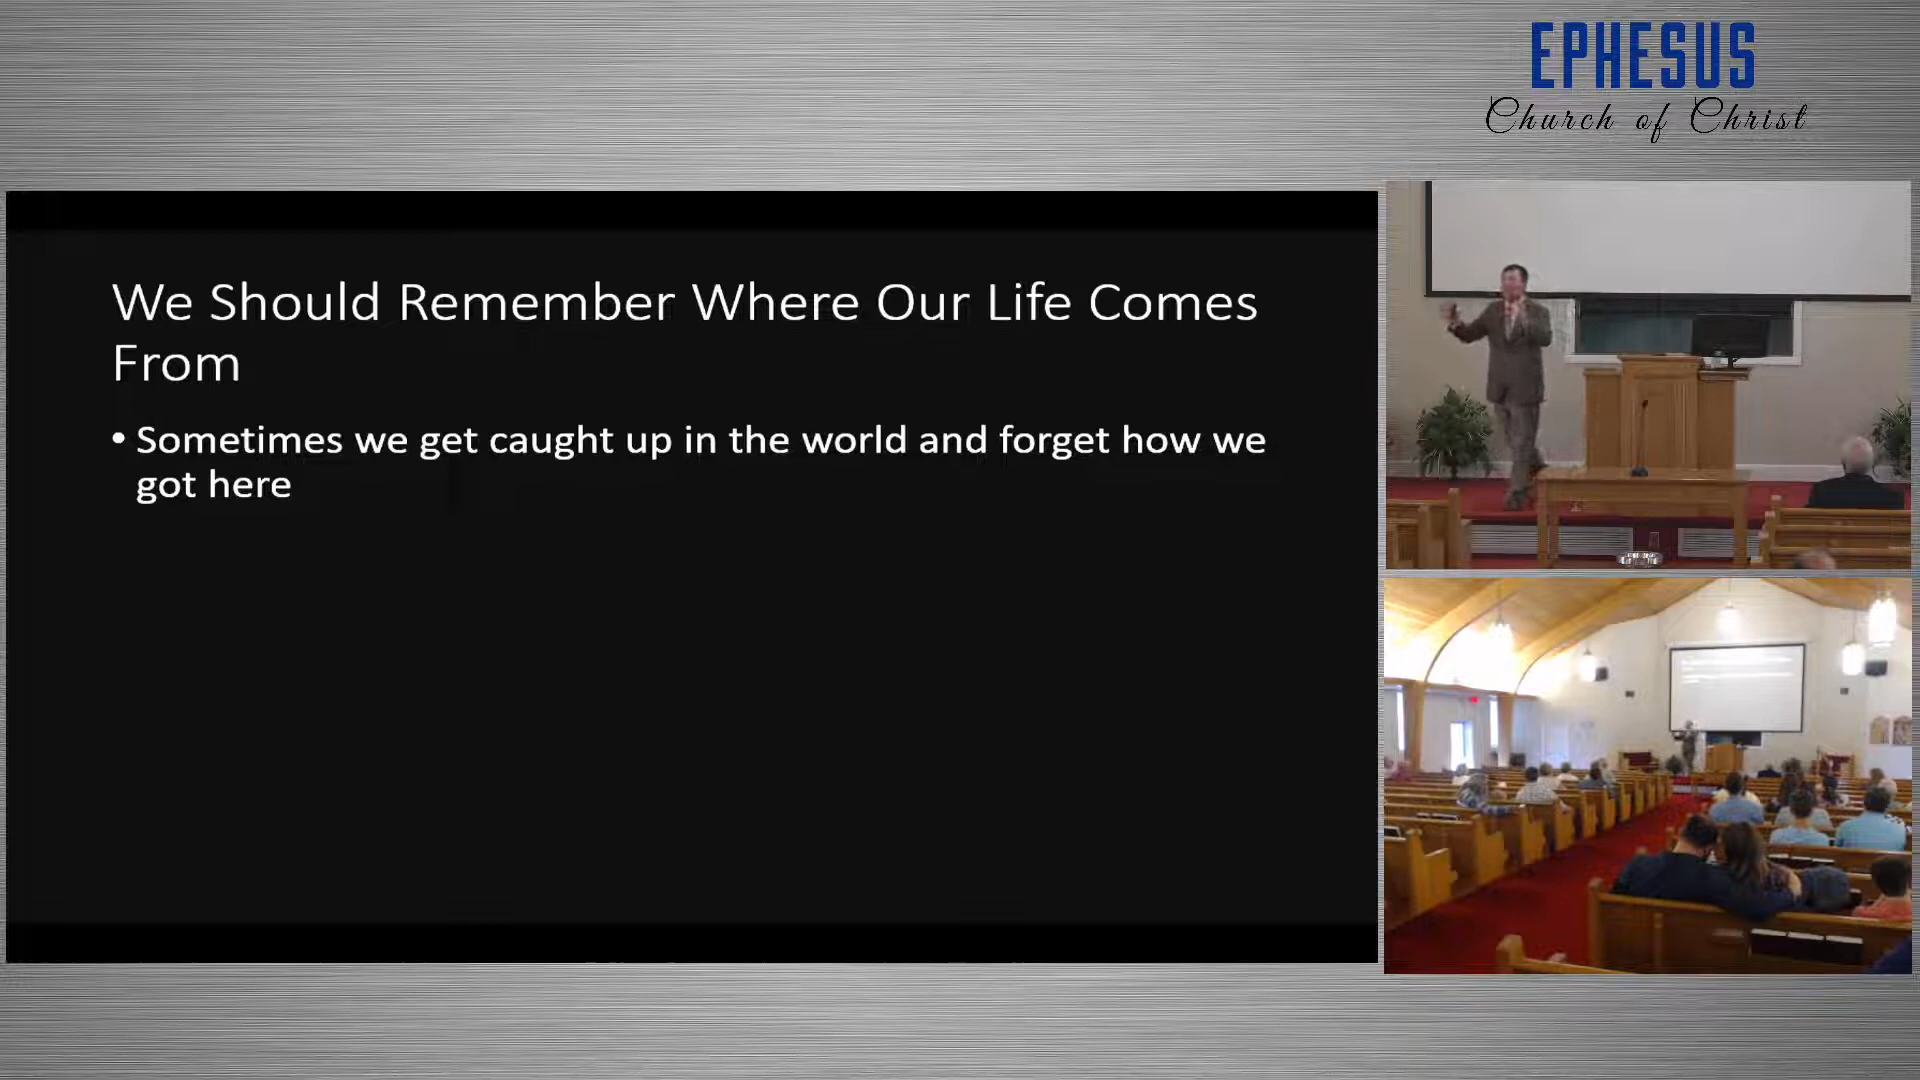 EPHESUS
Church of Christ
We Should Remember Where Our Life Comes
From
• Sometimes we get caught up in the world and forget how we
got here